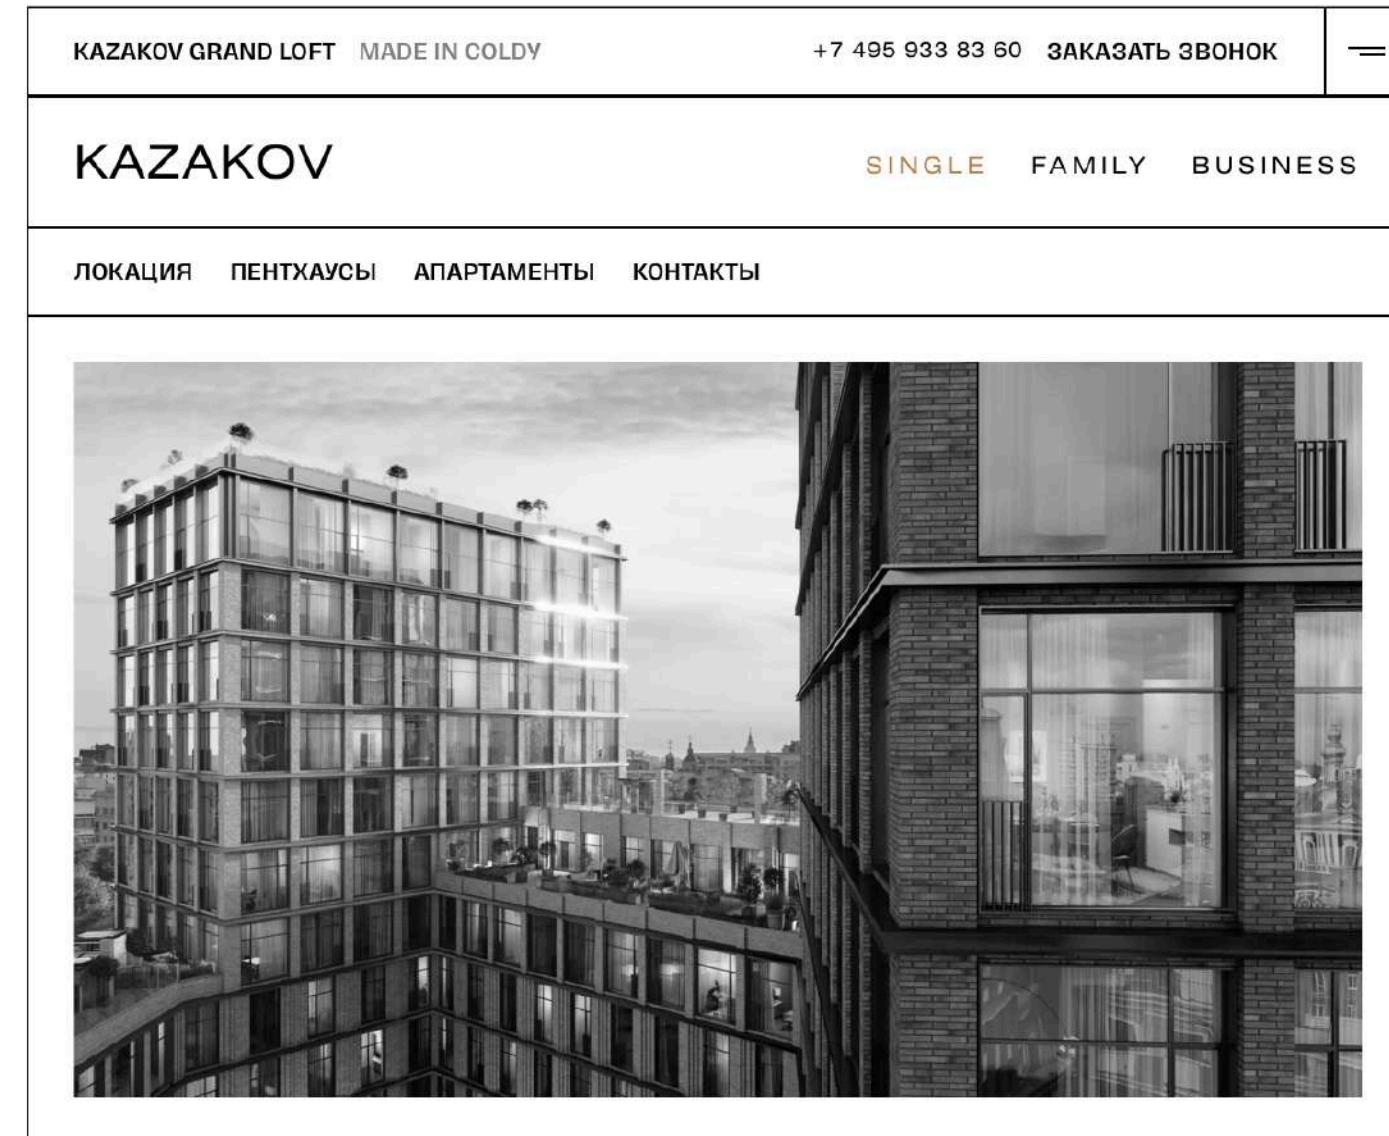 KAZAKOV GRAND LOFT MADE IN COLDY +7 495 933 83 60 ЗАКАЗАТЬ ЗВОНОК
KAZAKOV SINGLE FAMILY BUSINESS
ЛОКАЦИЯ ПЕНТХАУСЫ АПАРТАМЕНТЫ КОНТАКТЫ